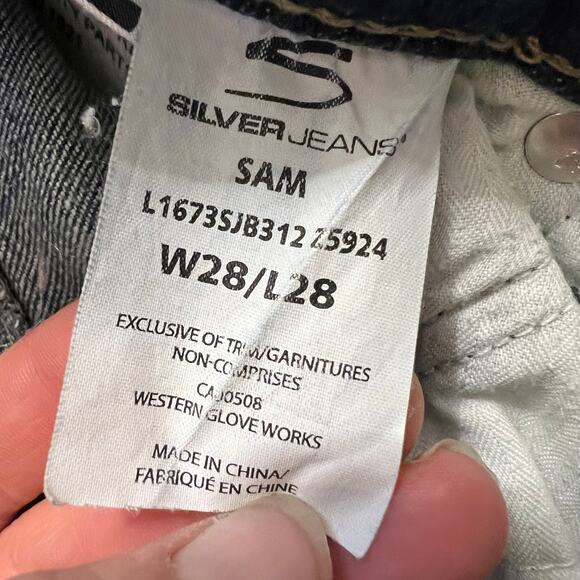 SILVER JEANS
SAM
L1673SJB312 25924
W28/L28
EXCLUSIVE OF TRIM/GARNITURES
NON-COMPRISES
CA00508
WESTERN GLOVE WORKS
MADE IN CHINA/
FABRIQUÉ EN CHINE